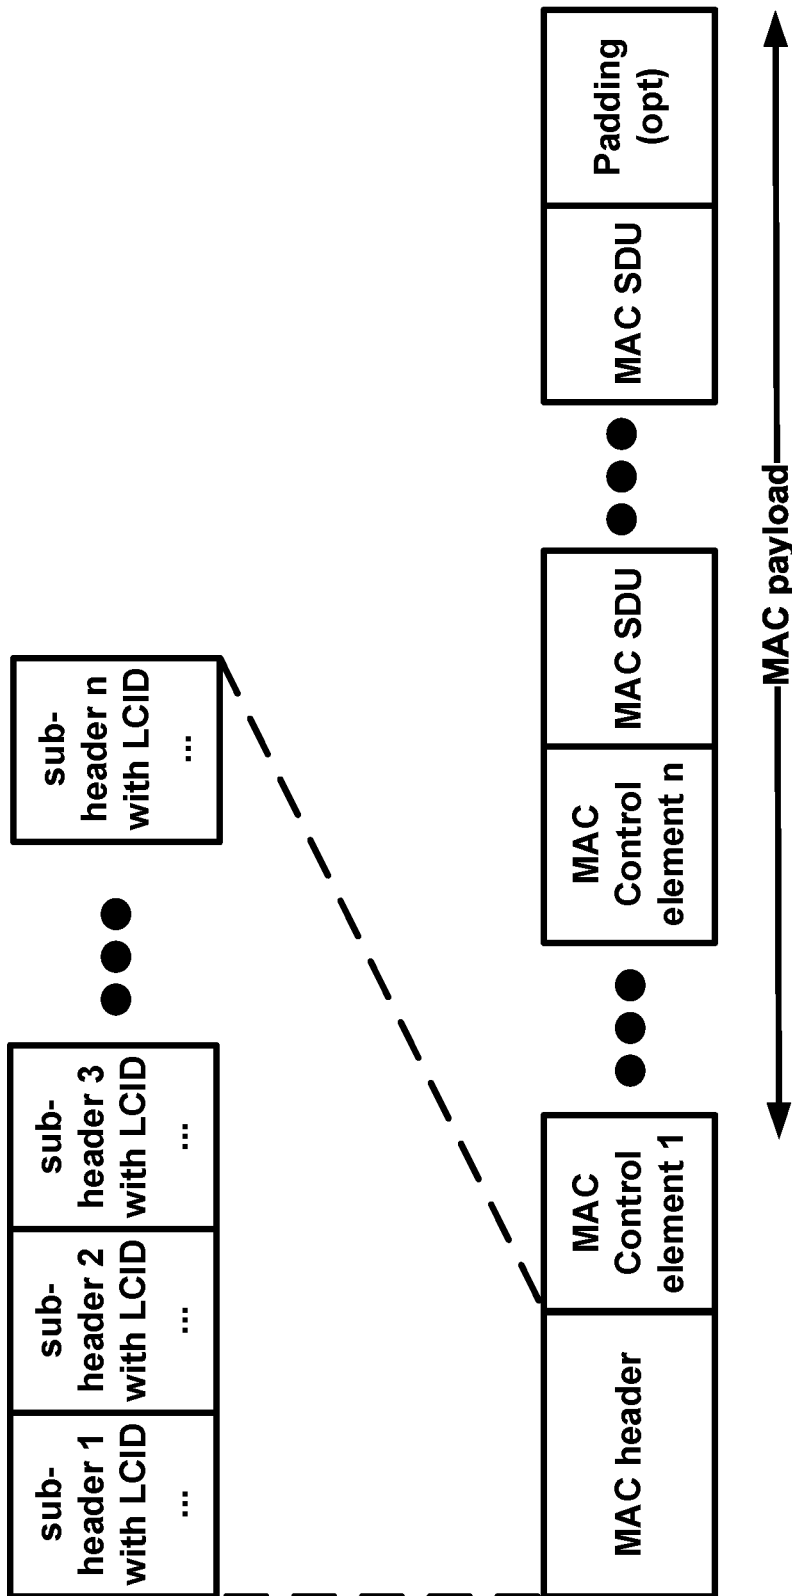 sub-
header 1
with LCID
...
sub-
header 2
with LCID
...
sub-
header 3
with LCID
...
sub-
header n
with LCID
...
MAC header
MAC
Control
element 1
MAC
Control
element n
MAC SDU
MAC SDU
Padding
(opt)
MAC payload